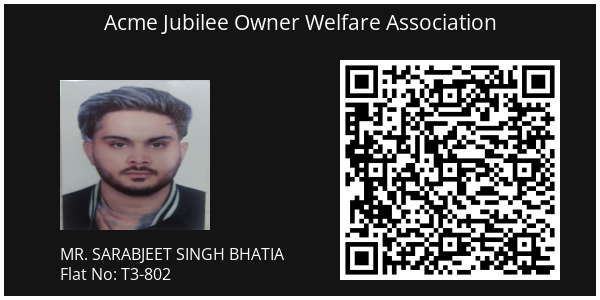 Acme Jubilee Owner Welfare Association
MR. SARABJEET SINGH BHATIA
Flat No: T3-802